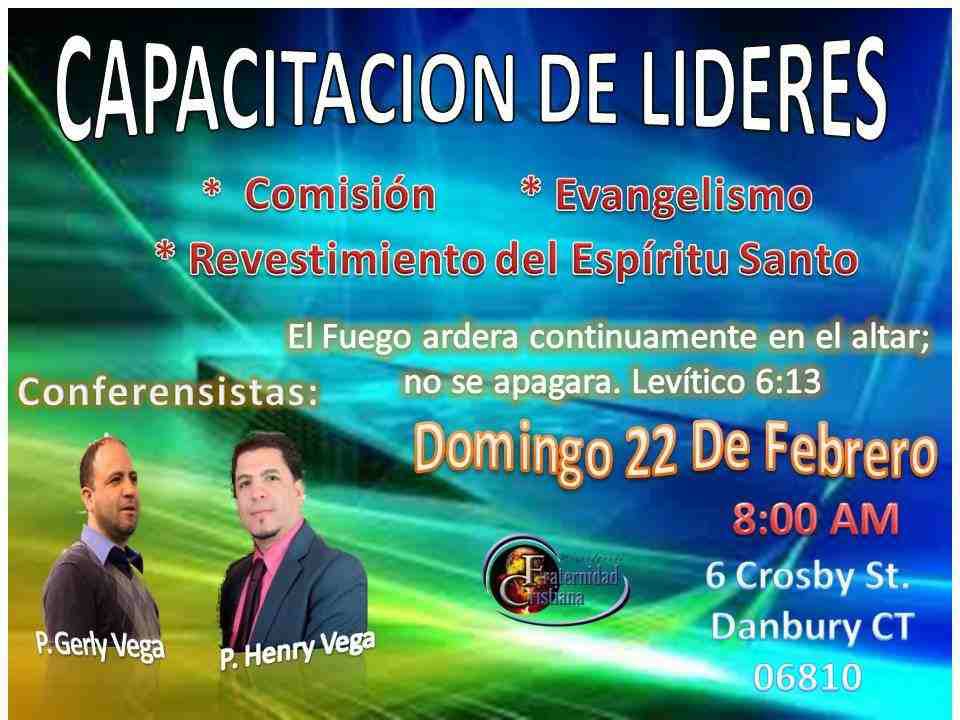 CAPACITACION DE LIDERES
* Comisión * Evangelismo
* Revestimiento del Espíritu Santo
El Fuego ardera continuamente en el altar;
no se apagara. Levítico 6:13
Conferensistas:
Domingo 22 De Febrero
8:00 AM
6 Crosby St.
Danbury CT
06810
Fraternidad
Cristiana
P. Gerly Vega
P. Henry Vega